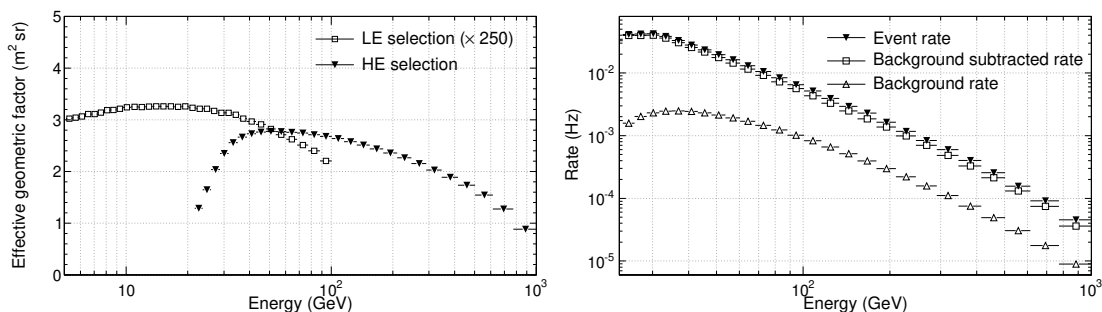 Effective geometric factor (m² sr)
5
4
3
2
1
0
LE selection (× 250)
HE selection
10
10²
10³
Energy (GeV)
Rate (Hz)
10⁻²
10⁻³
10⁻⁴
10⁻⁵
Event rate
Background subtracted rate
Background rate
10²
10³
Energy (GeV)